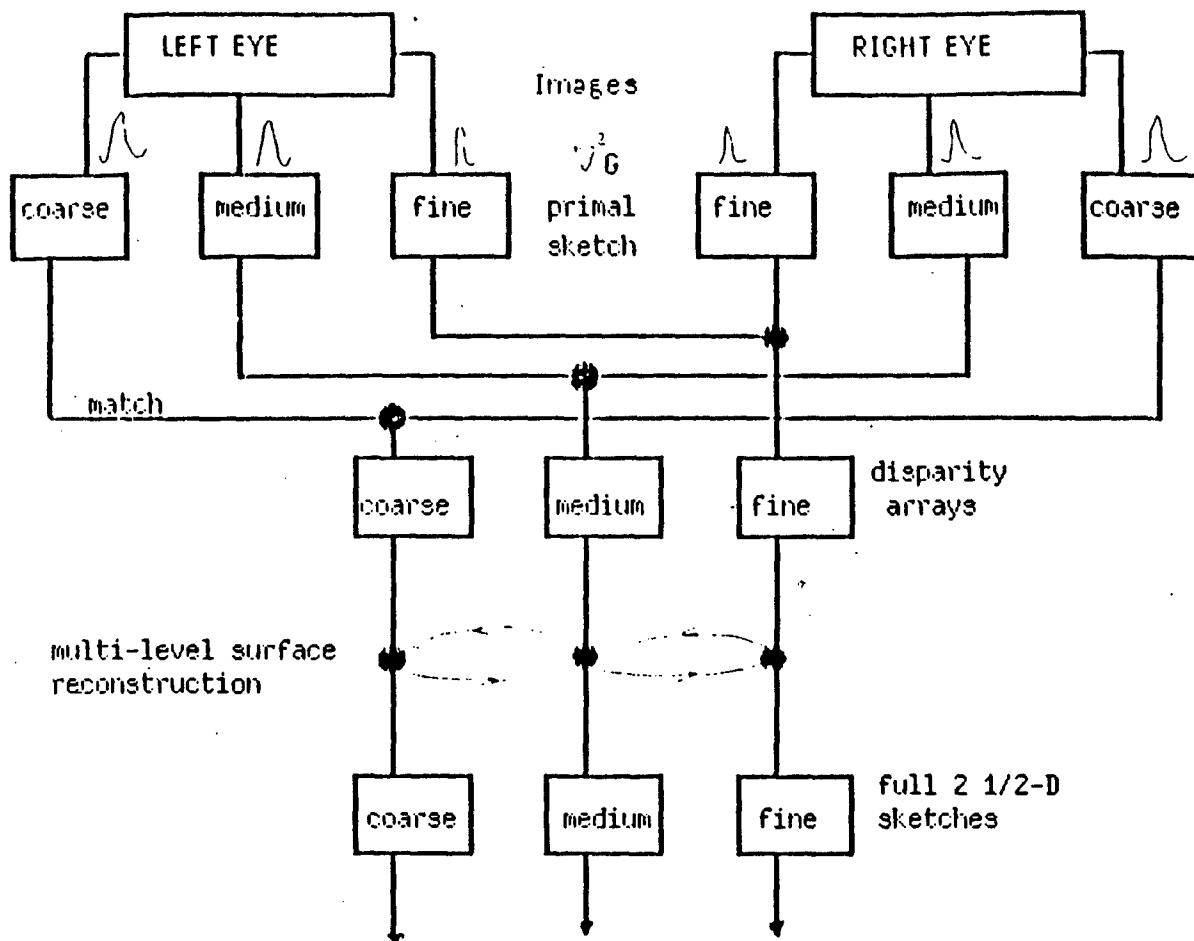 LEFT EYE
RIGHT EYE
Images
∇²G
primal
sketch
coarse
medium
fine
fine
medium
coarse
match
coarse
medium
fine
disparity
arrays
multi-level surface
reconstruction
coarse
medium
fine
full 2 1/2-D
sketches